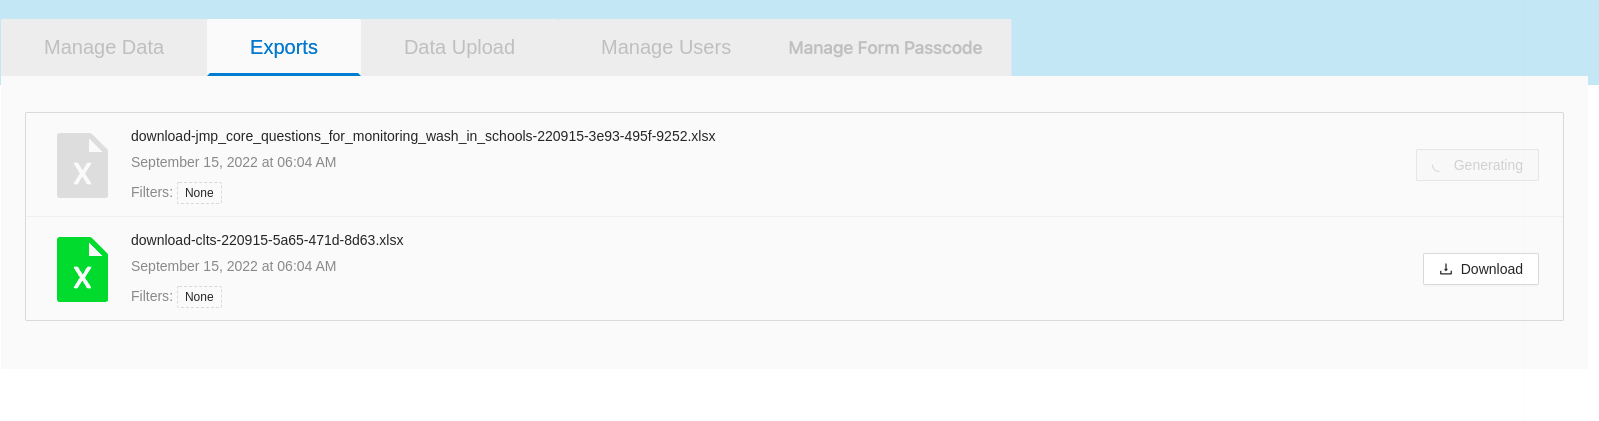 Manage Data Exports Data Upload Manage Users Manage Form Passcode
download-jmp_core_questions_for_monitoring_wash_in_schools-220915-3e93-495f-9252.xlsx
X
September 15, 2022 at 06:04 AM
Generating
Filters: None
download-clts-220915-5a65-471d-8d63.xlsx
X
September 15, 2022 at 06:04 AM
Download
Filters: None